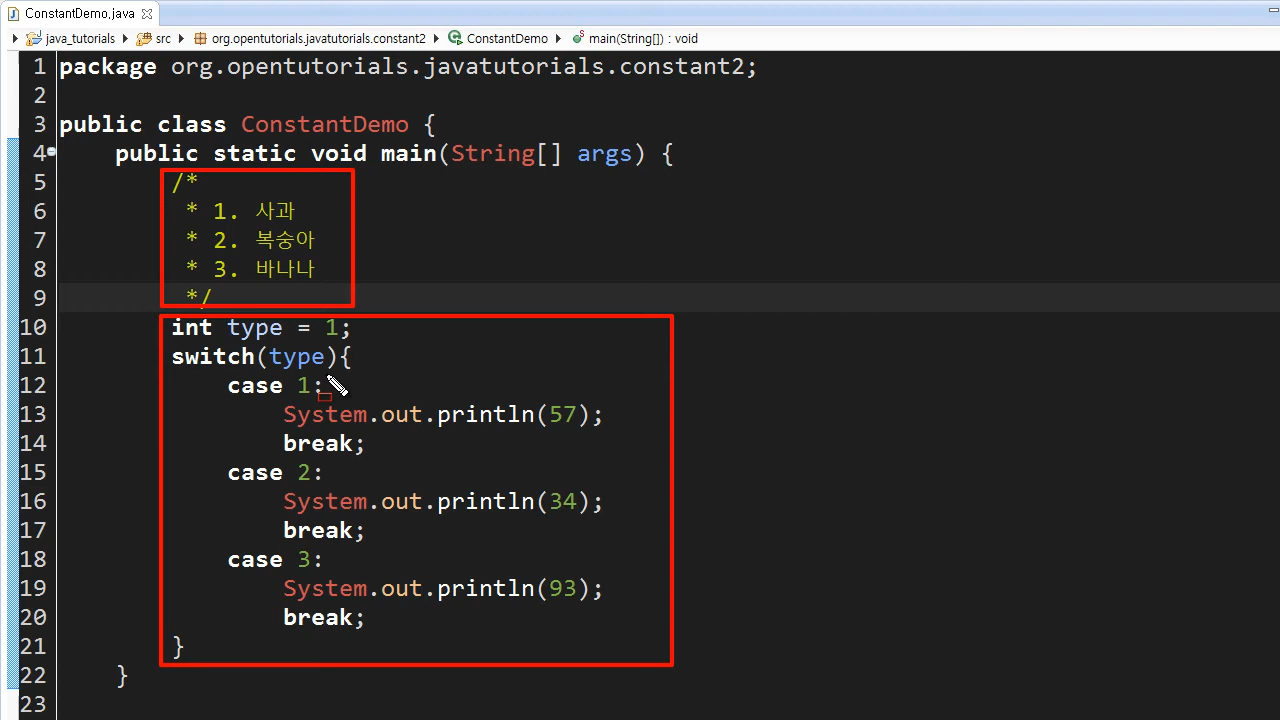 ConstantDemo.java
java_tutorials src org.opentutorials.javatutorials.constant2 ConstantDemo main(String[]) : void
1 package org.opentutorials.javatutorials.constant2;
2
3 public class ConstantDemo {
4 public static void main(String[] args) {
5 /*
6 * 1. 사과
7 * 2. 복숭아
8 * 3. 바나나
9 */
10 int type = 1;
11 switch(type){
12 case 1:
13 System.out.println(57);
14 break;
15 case 2:
16 System.out.println(34);
17 break;
18 case 3:
19 System.out.println(93);
20 break;
21 }
22 }
23